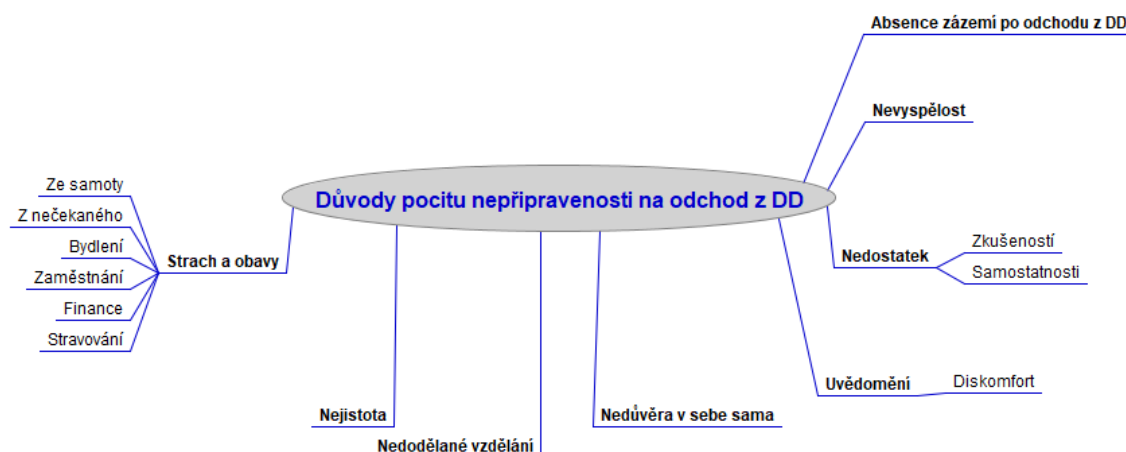 Absence zázemí po odchodu z DD
Nevyspělost
Důvody pocitu nepřipravenosti na odchod z DD
Ze samoty
Z nečekaného
Bydlení
Strach a obavy
Zaměstnání
Finance
Stravování
Nedostatek
Zkušeností
Samostatnosti
Uvědomění
Diskomfort
Nejistota
Nedůvěra v sebe sama
Nedodělané vzdělání